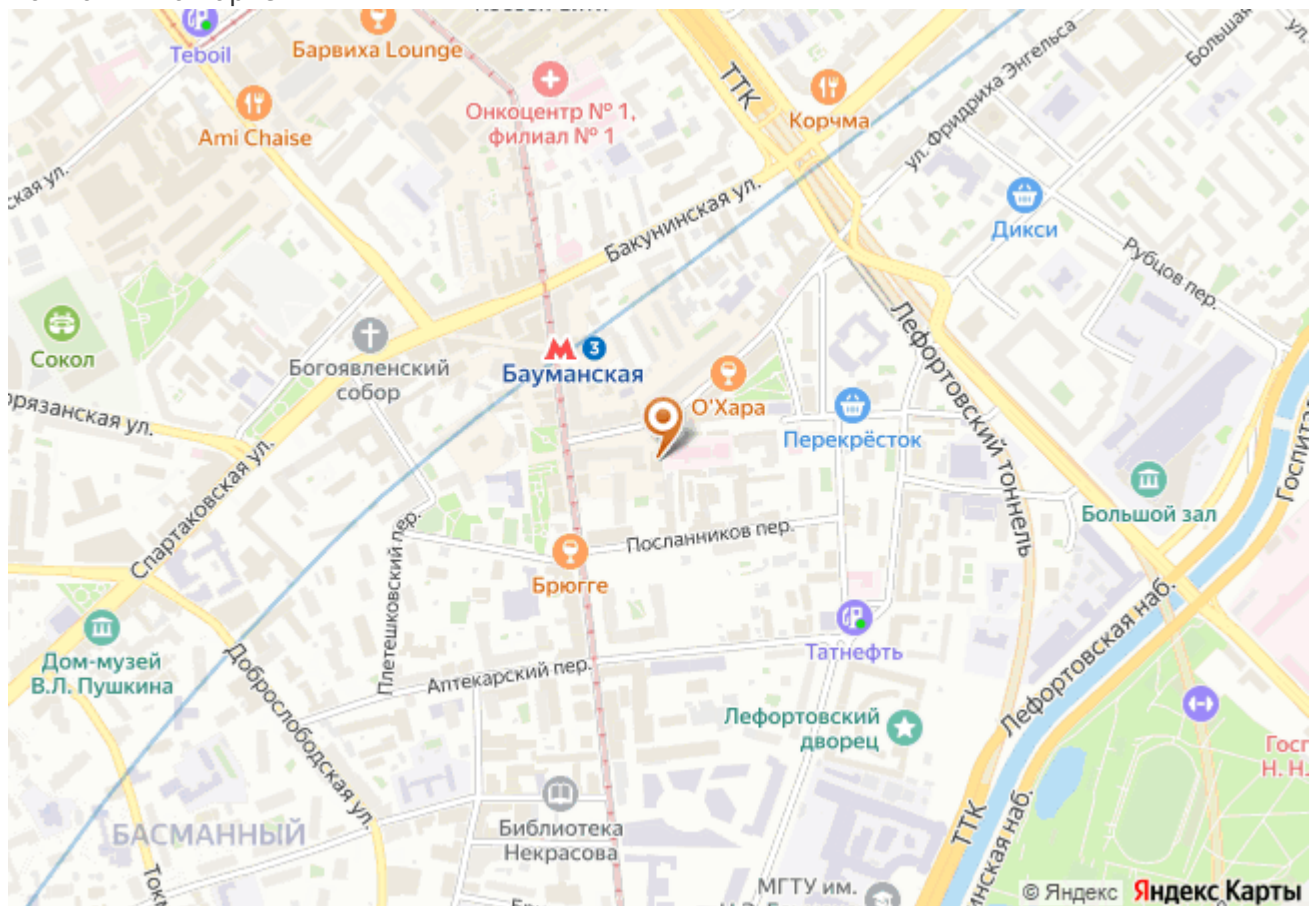 Teboil
Барвиха Lounge
Ami Chaise
Онкоцентр № 1,
филиал № 1
ТТК
Корчма
ул. Фридриха Энгельса
Большая
ул.
Дикси
Рубцов пер.
Бакунинская ул.
Сокол
Богоявленский
собор
М 3
Бауманская
О'Хара
Перекрёсток
Лефортовский тоннель
Большой зал
Спартаковская ул.
Плетешковский пер.
Посланников пер.
Брюгге
Татнефть
Дом-музей
В.Л. Пушкина
Доброслободская ул.
Аптекарский пер.
Лефортовский
дворец
Лефортовская наб.
Н. Н.
ТТК
наб.
БАСМАННЫЙ
Библиотека
Некрасова
МГТУ им.
© Яндекс Яндекс Карты